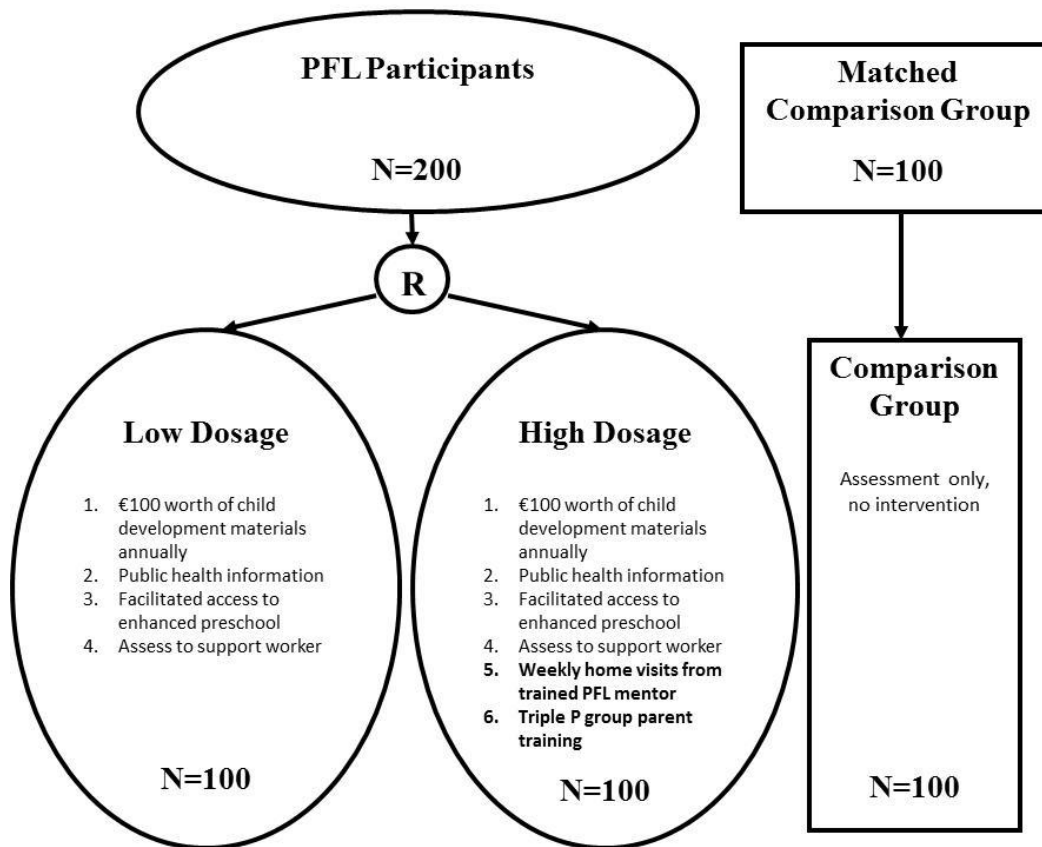 PFL Participants
N=200
Matched
Comparison Group
N=100
R
Low Dosage
1. €100 worth of child
development materials
annually
2. Public health information
3. Facilitated access to
enhanced preschool
4. Assess to support worker
N=100
High Dosage
1. €100 worth of child
development materials
annually
2. Public health information
3. Facilitated access to
enhanced preschool
4. Assess to support worker
5. Weekly home visits from
trained PFL mentor
6. Triple P group parent
training
N=100
Comparison
Group
Assessment only,
no intervention
N=100